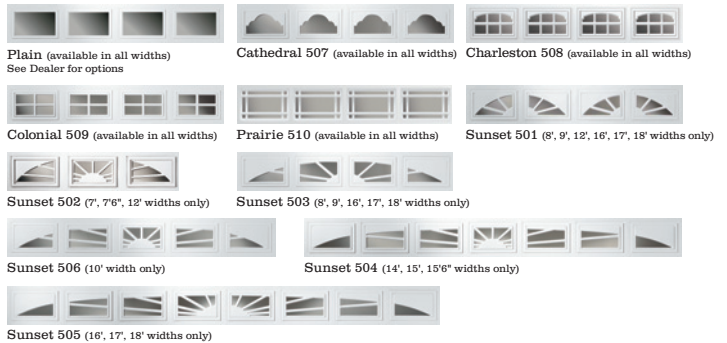 Plain (available in all widths)
See Dealer for options
Cathedral 507 (available in all widths)
Charleston 508 (available in all widths)
Colonial 509 (available in all widths)
Prairie 510 (available in all widths)
Sunset 501 (8', 9', 12', 16', 17', 18' widths only)
Sunset 502 (7', 7'6", 12' widths only)
Sunset 503 (8', 9', 16', 17', 18' widths only)
Sunset 506 (10' width only)
Sunset 504 (14', 15', 15'6" widths only)
Sunset 505 (16', 17', 18' widths only)